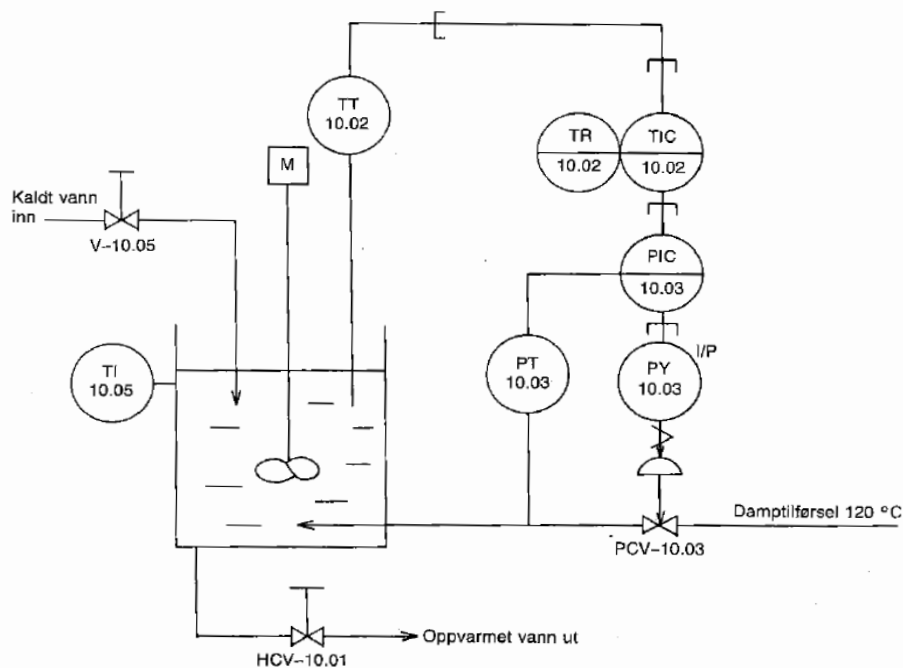 TT
10.02
TR
10.02
TIC
10.02
M
Kaldt vann
inn
V-10.05
PIC
10.03
TI
10.05
PT
10.03
PY
10.03
I/P
Damptilførsel 120 °C
PCV-10.03
Oppvarmet vann ut
HCV-10.01